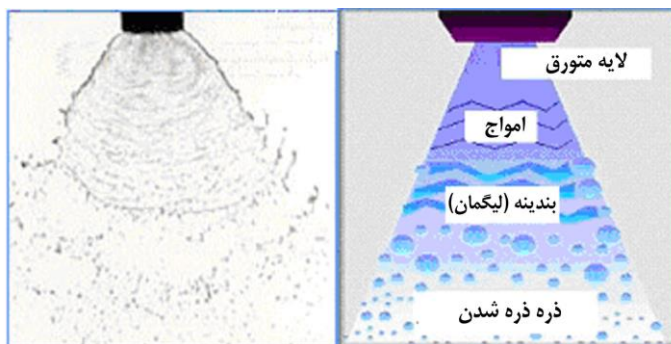 لایه متورق
امواج
بندینه (لیگمان)
ذره ذره شدن